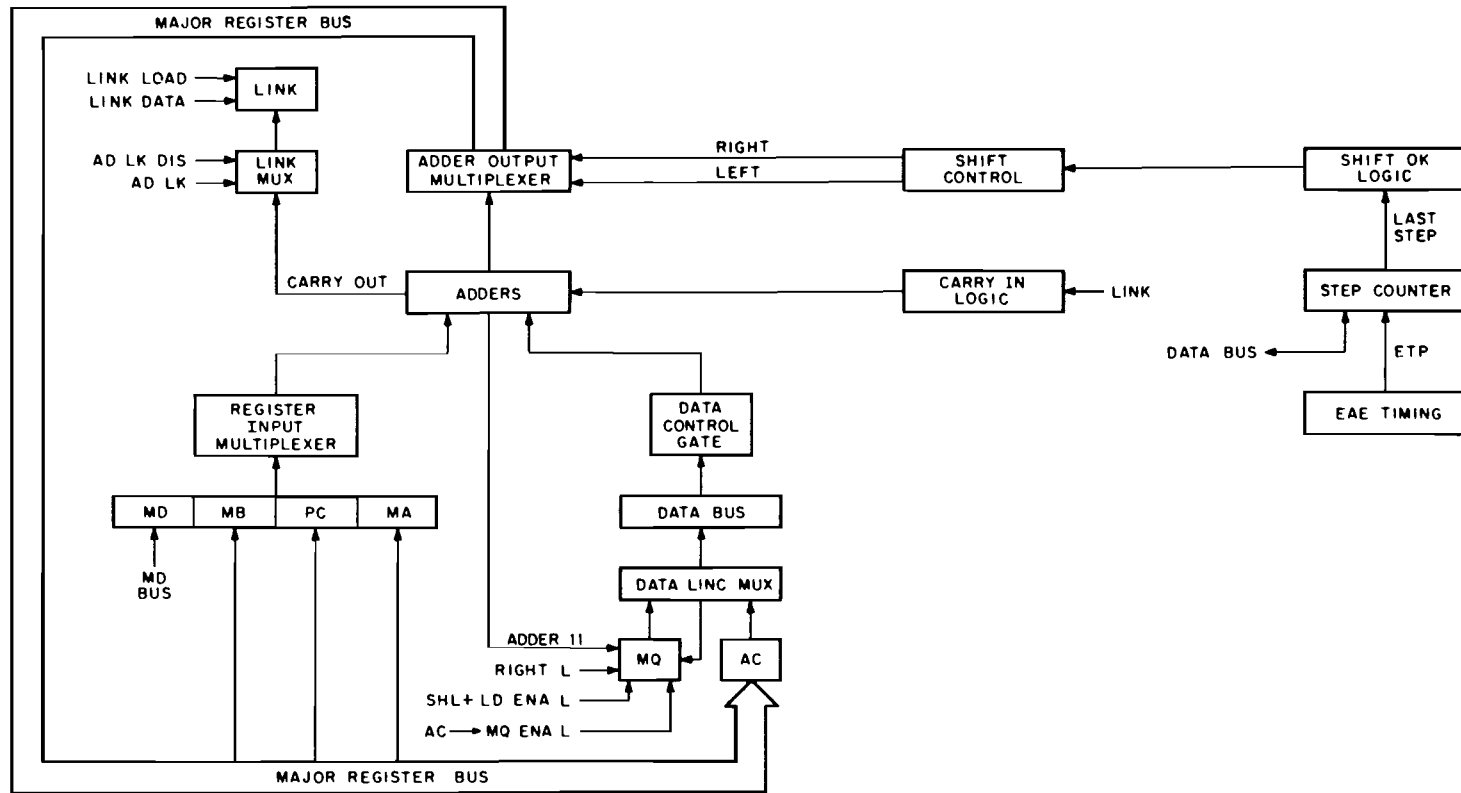 MAJOR REGISTER BUS
LINK LOAD
LINK DATA
LINK
AD LK DIS
AD LK
LINK
MUX
ADDER OUTPUT
MULTIPLEXER
RIGHT
LEFT
SHIFT
CONTROL
SHIFT OK
LOGIC
LAST
STEP
CARRY OUT
ADDERS
CARRY IN
LOGIC
LINK
STEP COUNTER
DATA BUS
ETP
EAE TIMING
REGISTER
INPUT
MULTIPLEXER
DATA
CONTROL
GATE
MD
MB
PC
MA
DATA BUS
MD
BUS
DATA LINC MUX
ADDER 11
RIGHT L
MQ
AC
SHL+ LD ENA L
AC→MQ ENA L
MAJOR REGISTER BUS